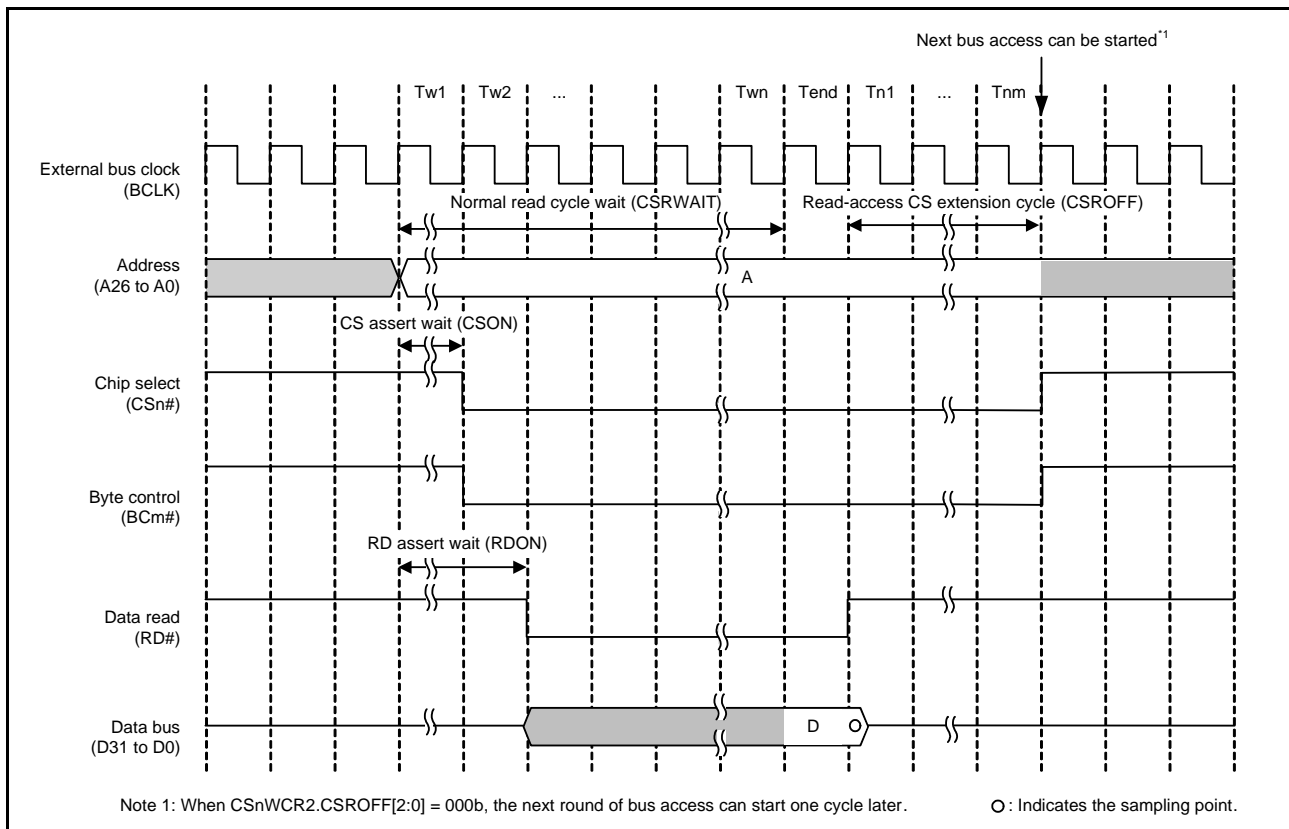 Next bus access can be started*1
Tw1 Tw2 ... Twn Tend Tn1 ... Tnm
External bus clock
(BCLK)
Normal read cycle wait (CSRWAIT)
Read-access CS extension cycle (CSROFF)
Address
(A26 to A0)
A
CS assert wait (CSON)
Chip select
(CSn#)
Byte control
(BCm#)
RD assert wait (RDON)
Data read
(RD#)
Data bus
(D31 to D0)
D
Note 1: When CSnWCR2.CSROFF[2:0] = 000b, the next round of bus access can start one cycle later.
: Indicates the sampling point.